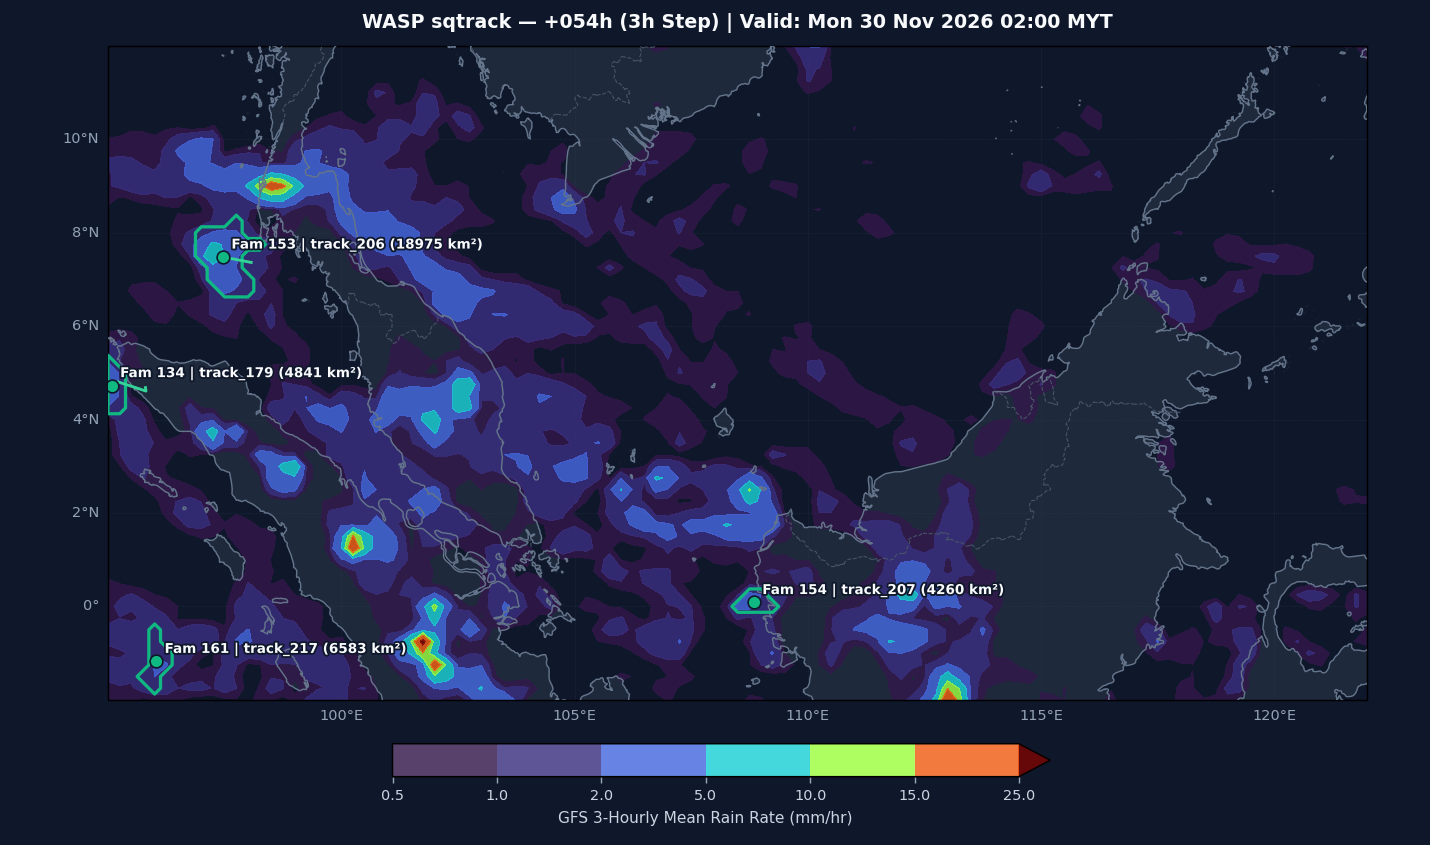 WASP sqtrack — +054h (3h Step) | Valid: Mon 30 Nov 2026 02:00 MYT
10°N
8°N
6°N
4°N
2°N
0°
Fam 153 | track_206 (18975 km²)
Fam 134 | track_179 (4841 km²)
Fam 154 | track_207 (4260 km²)
Fam 161 | track_217 (6583 km²)
100°E 105°E 110°E 115°E 120°E
0.5 1.0 2.0 5.0 10.0 15.0 25.0
GFS 3-Hourly Mean Rain Rate (mm/hr)